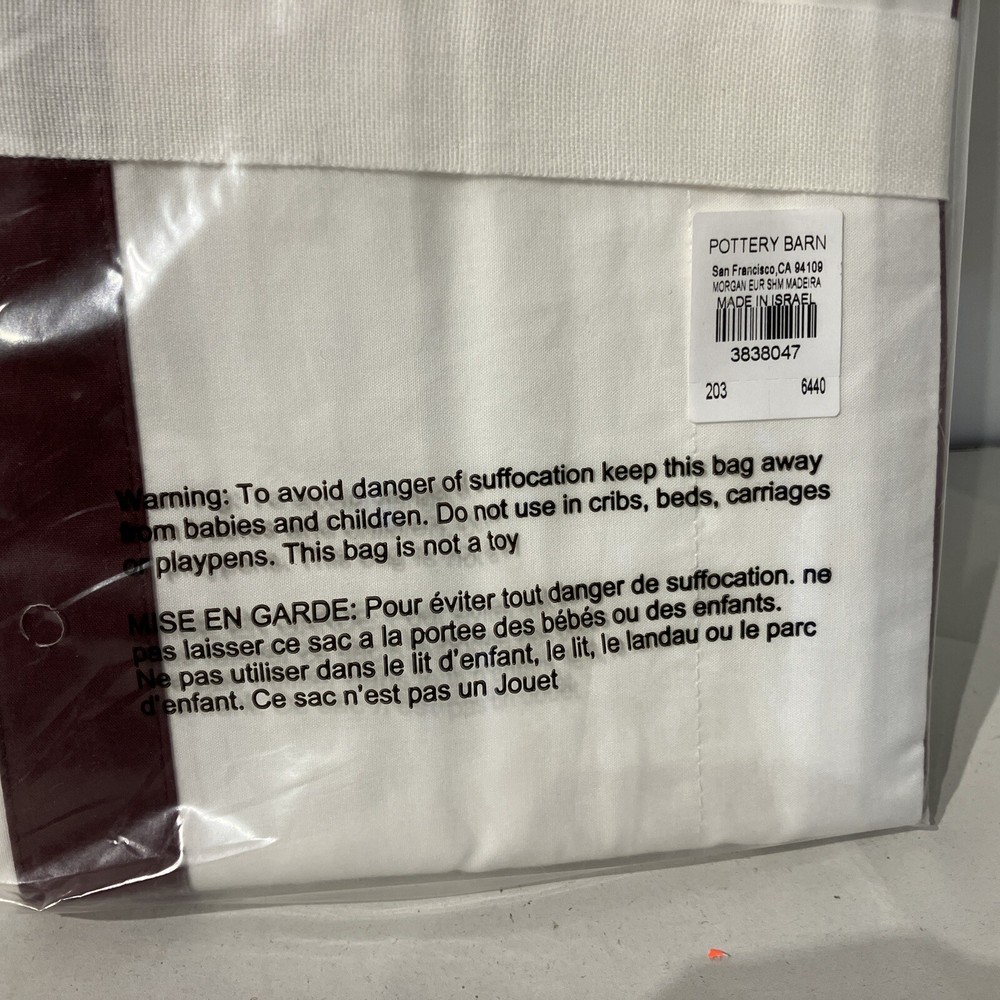 POTTERY BARN
San Francisco,CA 94109
MORGAN EUR SHM MADEIRA
MADE IN ISRAEL
3838047
203 6440
Warning: To avoid danger of suffocation keep this bag away
from babies and children. Do not use in cribs, beds, carriages
or playpens. This bag is not a toy
MISE EN GARDE: Pour éviter tout danger de suffocation. ne
pas laisser ce sac a la portee des bébés ou des enfants.
Ne pas utiliser dans le lit d'enfant, le lit, le landau ou le parc
d'enfant. Ce sac n'est pas un Jouet